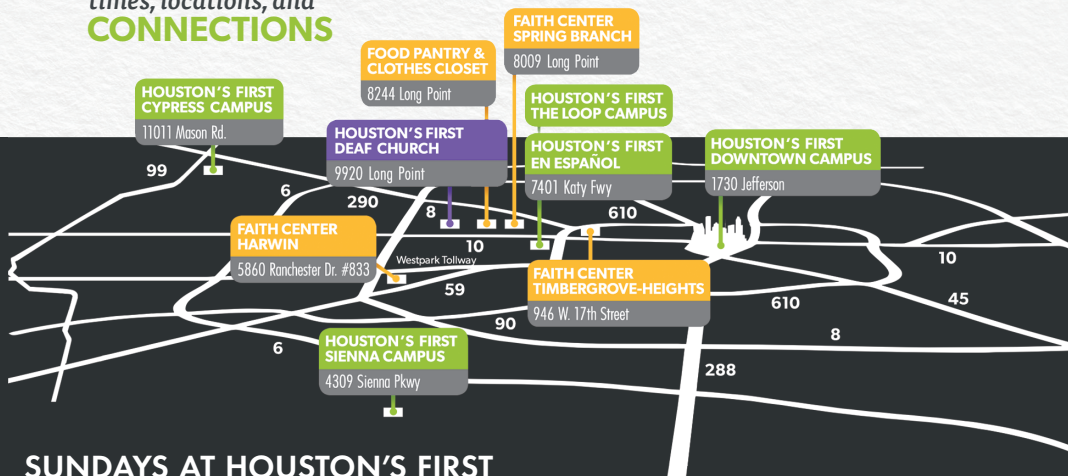 times, locations, and
CONNECTIONS
FAITH CENTER
SPRING BRANCH
8009 Long Point
FOOD PANTRY &
CLOTHES CLOSET
8244 Long Point
HOUSTON'S FIRST
CYPRESS CAMPUS
11011 Mason Rd.
HOUSTON'S FIRST
THE LOOP CAMPUS
HOUSTON'S FIRST
DEAF CHURCH
9920 Long Point
HOUSTON'S FIRST
EN ESPAÑOL
7401 Katy Fwy
HOUSTON'S FIRST
DOWNTOWN CAMPUS
1730 Jefferson
99
6
290
8
610
FAITH CENTER
HARWIN
5860 Ranchester Dr. #833
10
Westpark Tollway
10
59
FAITH CENTER
TIMBERGROVE-HEIGHTS
946 W. 17th Street
610
45
90
8
6
HOUSTON'S FIRST
SIENNA CAMPUS
4309 Sienna Pkwy
288
SUNDAYS AT HOUSTON'S FIRST